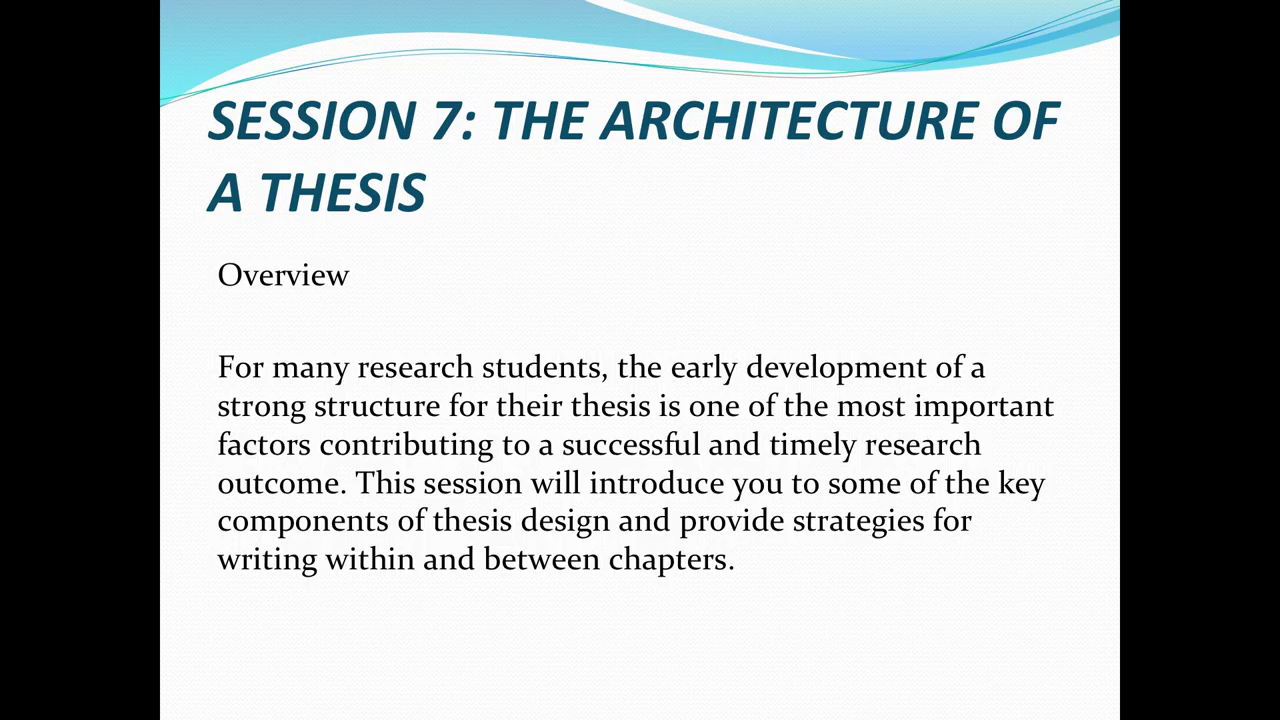 SESSION 7: THE ARCHITECTURE OF
A THESIS
Overview
For many research students, the early development of a
strong structure for their thesis is one of the most important
factors contributing to a successful and timely research
outcome. This session will introduce you to some of the key
components of thesis design and provide strategies for
writing within and between chapters.